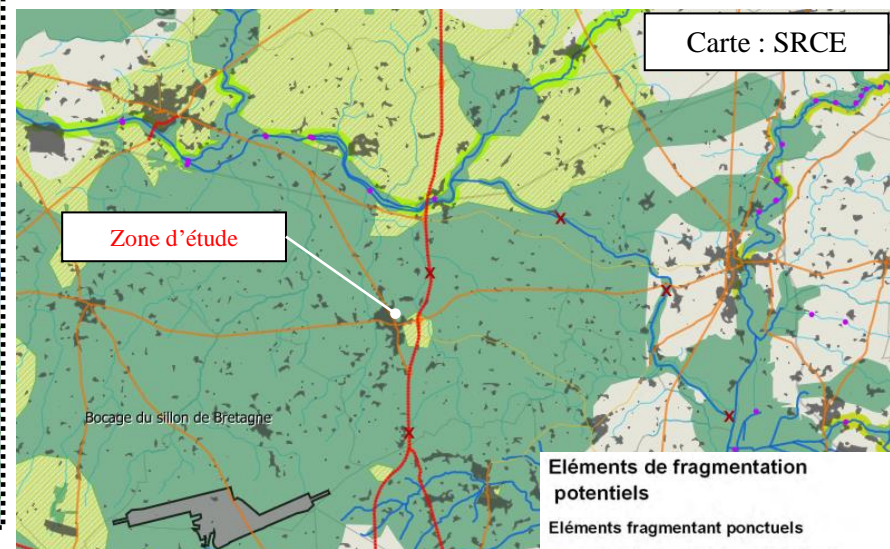 Carte : SRCE
Zone d'étude
Bocage du sillon de Bretagne
Eléments de fragmentation
potentiels
Eléments fragmentant ponctuels